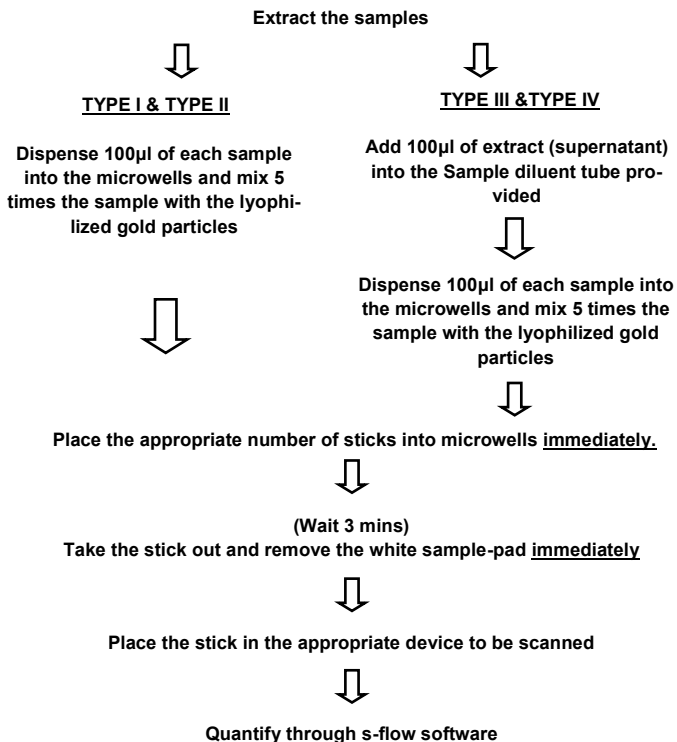 Extract the samples
TYPE I & TYPE II
Dispense 100µl of each sample
into the microwells and mix 5
times the sample with the lyophi-
lized gold particles
TYPE III &TYPE IV
Add 100µl of extract (supernatant)
into the Sample diluent tube pro-
vided
Dispense 100µl of each sample into
the microwells and mix 5 times the
sample with the lyophilized gold
particles
Place the appropriate number of sticks into microwells immediately.
(Wait 3 mins)
Take the stick out and remove the white sample-pad immediately
Place the stick in the appropriate device to be scanned
Quantify through s-flow software